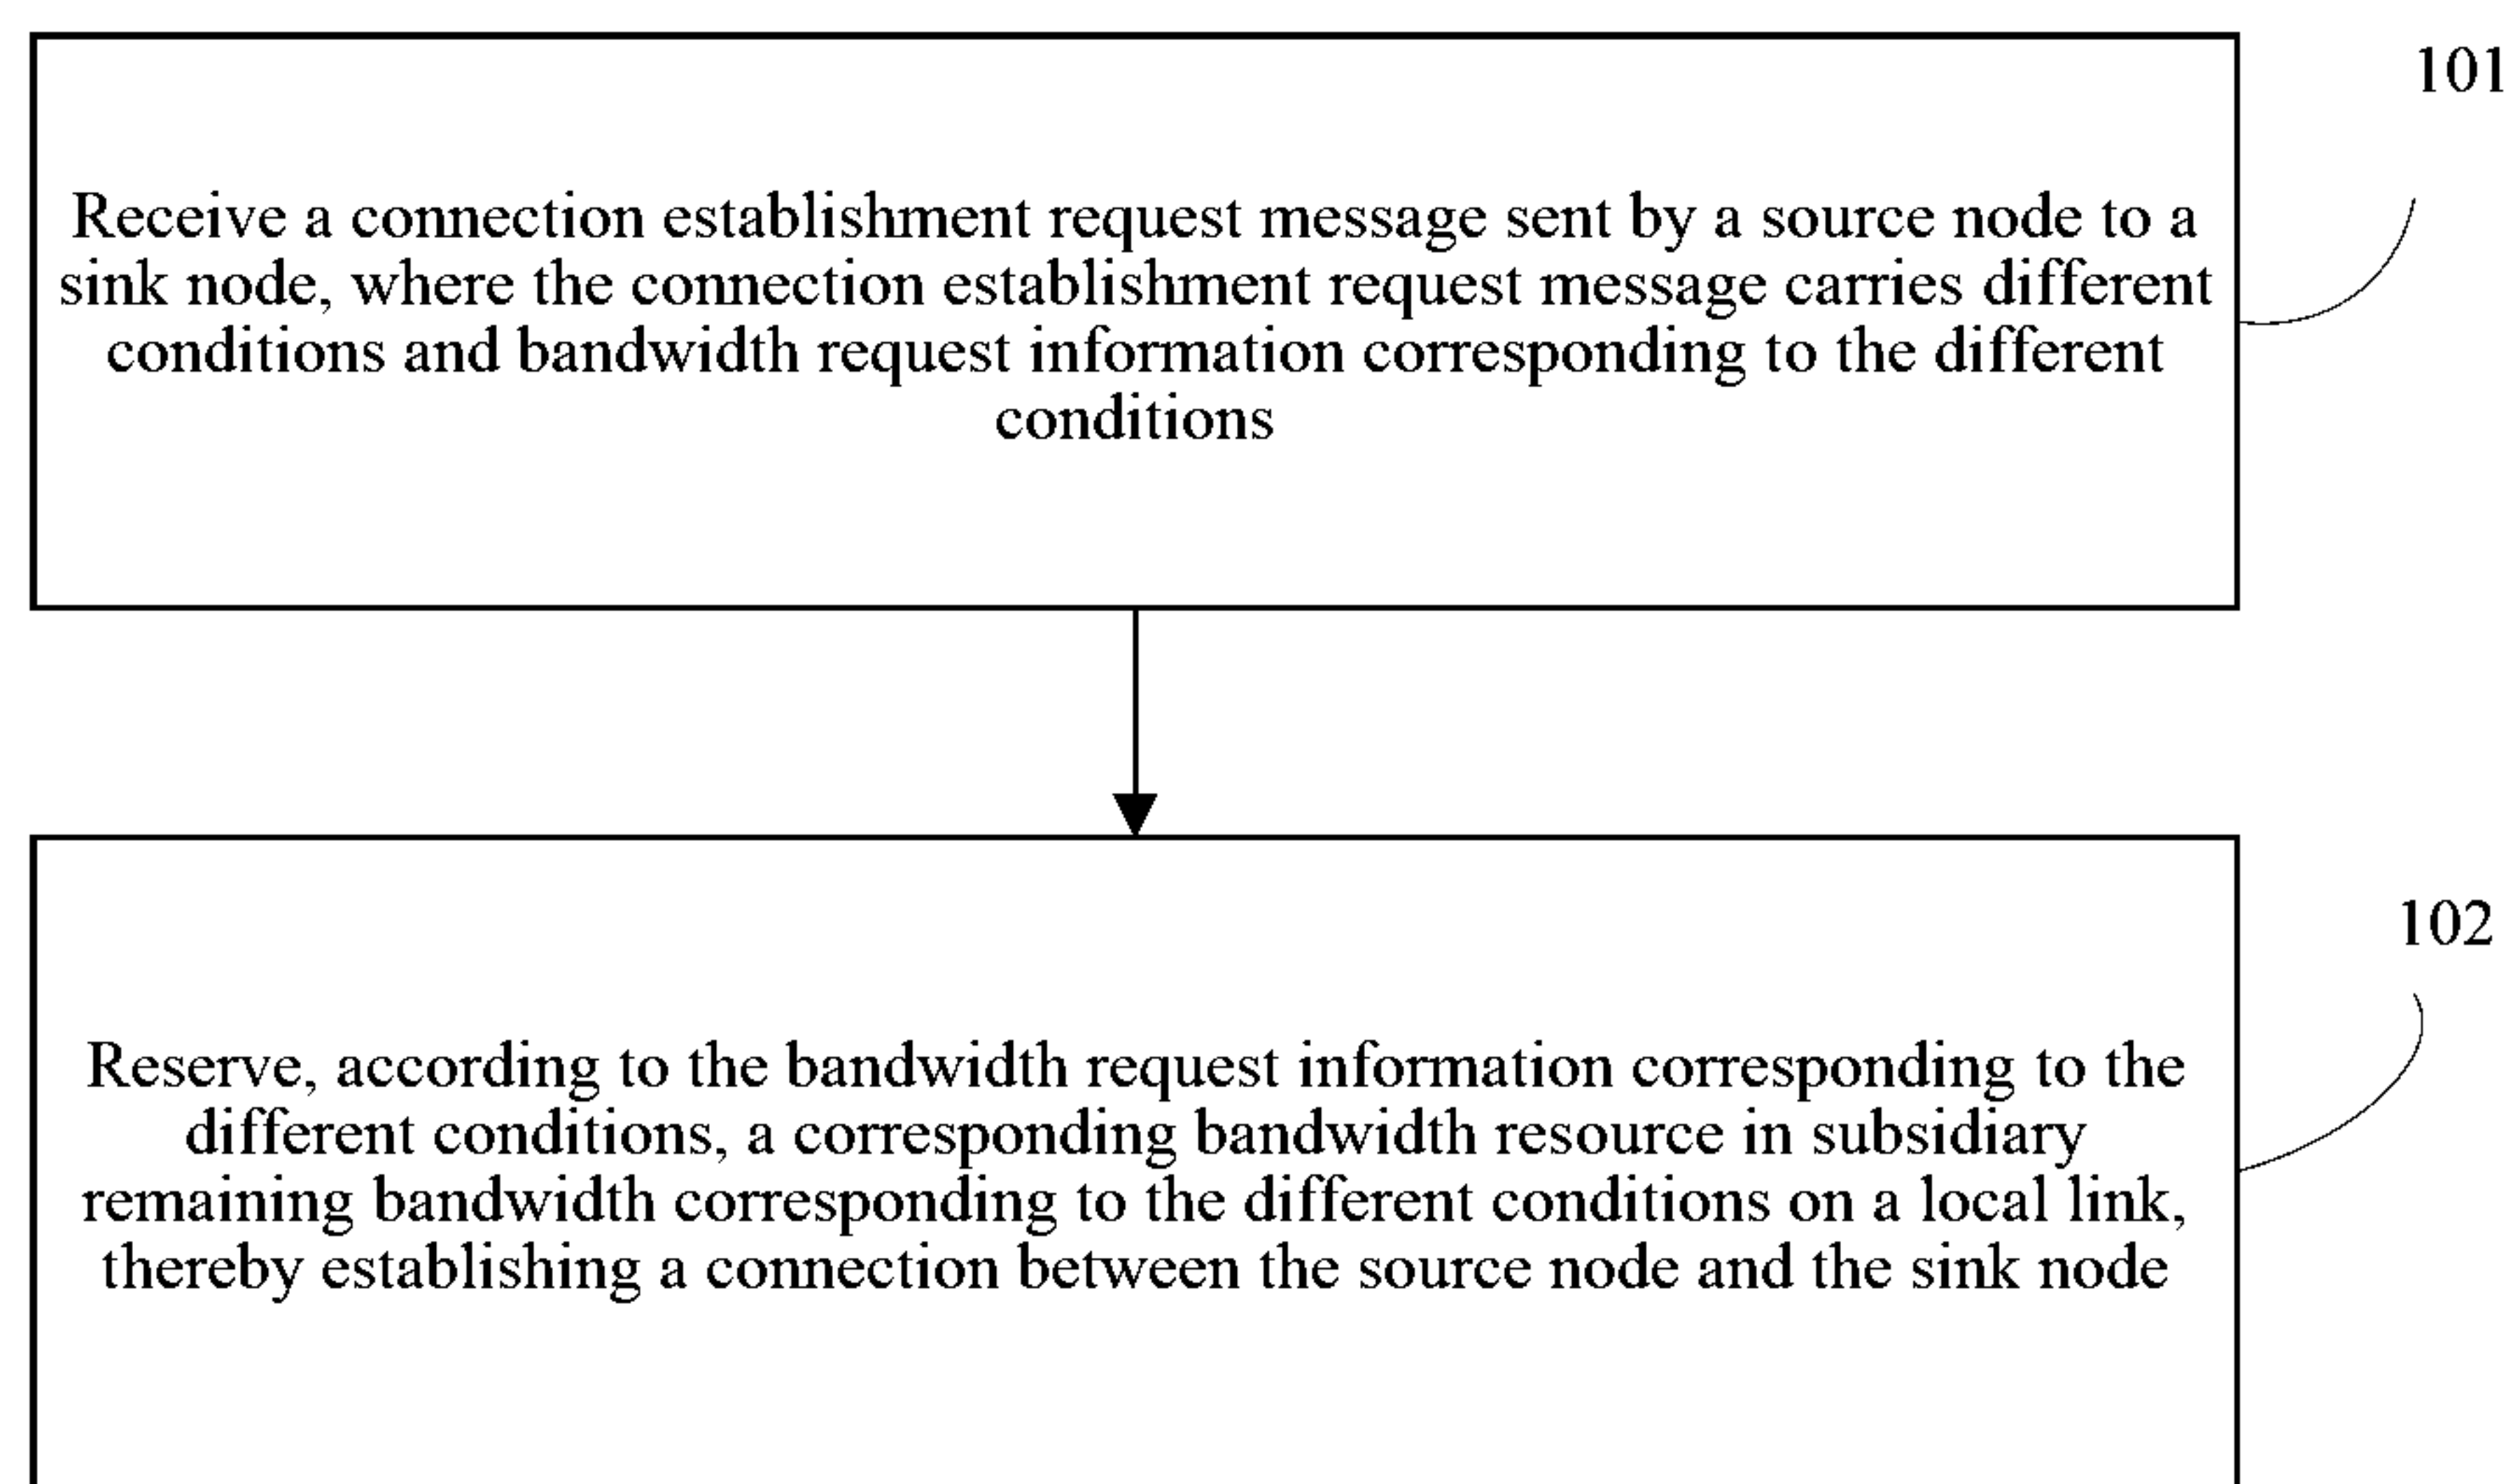 101
Receive a connection establishment request message sent by a source node to a
sink node, where the connection establishment request message carries different
conditions and bandwidth request information corresponding to the different
conditions
102
Reserve, according to the bandwidth request information corresponding to the
different conditions, a corresponding bandwidth resource in subsidiary
remaining bandwidth corresponding to the different conditions on a local link,
thereby establishing a connection between the source node and the sink node